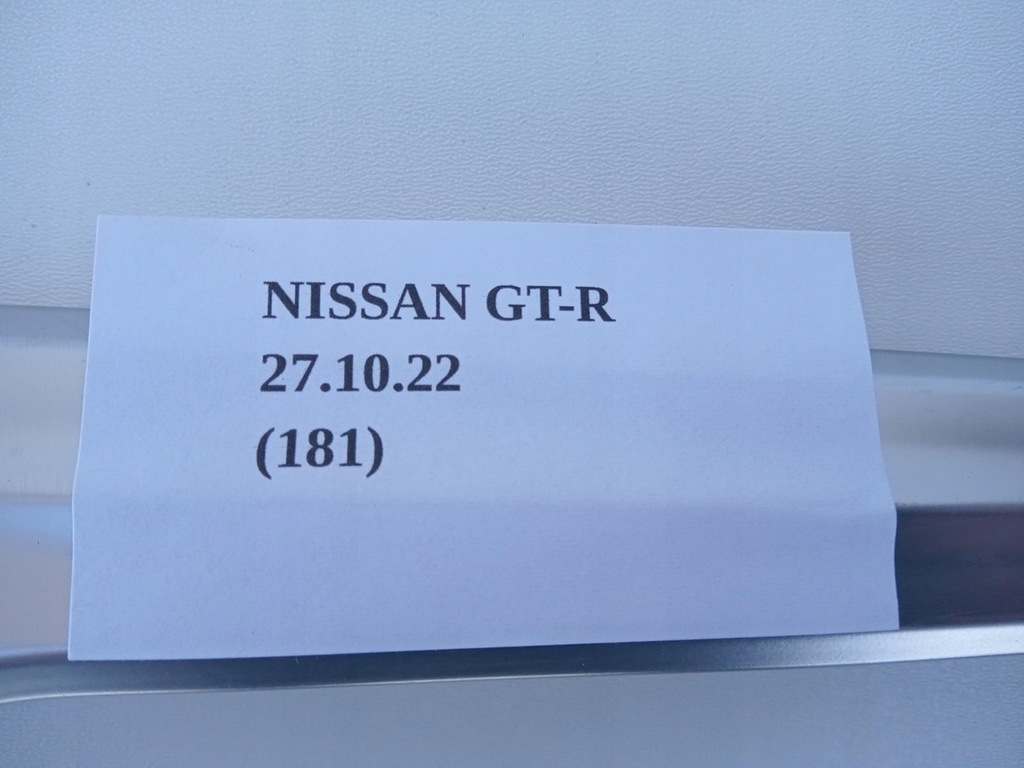 NISSAN GT-R
27.10.22
(181)